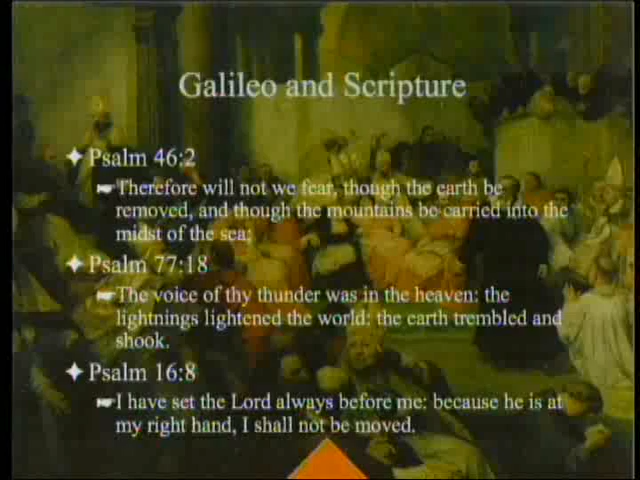 Galileo and Scripture
Psalm 46:2
Therefore will not we fear, though the earth be
removed, and though the mountains be carried into the
midst of the sea;
Psalm 77:18
The voice of thy thunder was in the heaven: the
lightnings lightened the world: the earth trembled and
shook.
Psalm 16:8
I have set the Lord always before me: because he is at
my right hand, I shall not be moved.